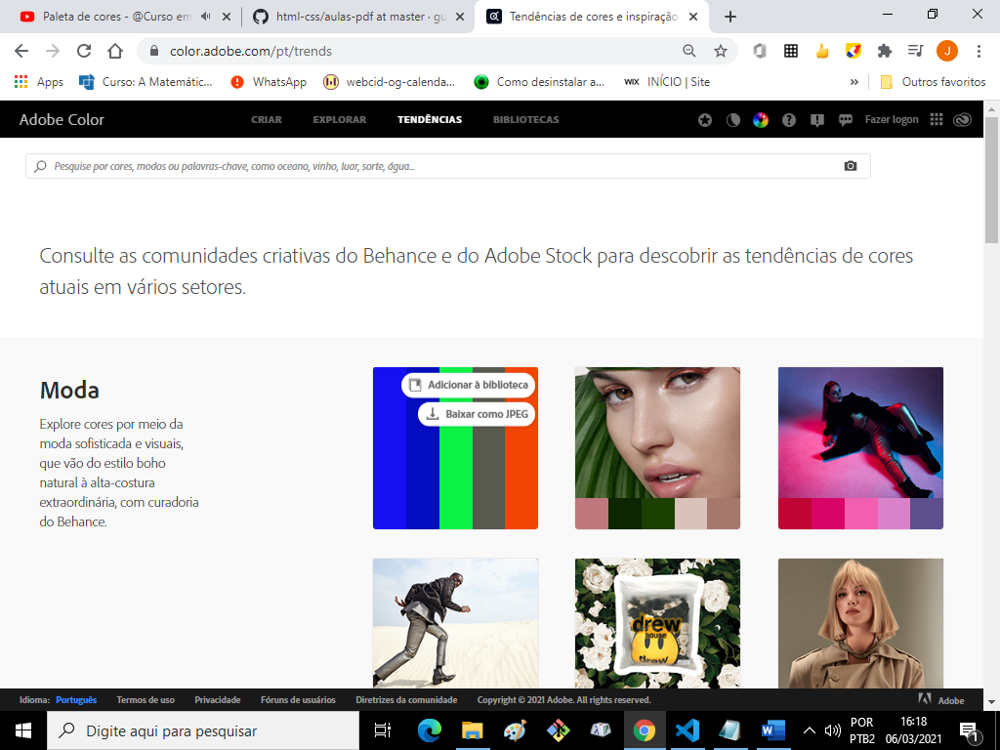 Paleta de cores - @Curso em
html-css/aulas-pdf at master · gu
Tendências de cores e inspiração
color.adobe.com/pt/trends
J
Apps
Curso: A Matemátic...
WhatsApp
webcid-og-calenda...
Como desinstalar a...
WIX
INÍCIO | Site
»
Outros favoritos
Adobe Color
CRIAR
EXPLORAR
TENDÊNCIAS
BIBLIOTECAS
Fazer logon
Pesquise por cores, modos ou palavras-chave, como oceano, vinho, luar, sorte, água...
Consulte as comunidades criativas do Behance e do Adobe Stock para descobrir as tendências de cores
atuais em vários setores.
Moda
Explore cores por meio da
moda sofisticada e visuais,
que vão do estilo boho
natural à alta-costura
extraordinária, com curadoria
do Behance.
Adicionar à biblioteca
Baixar como JPEG
drew
house
drew
Idioma: Português
Termos de uso
Privacidade
Fóruns de usuários
Diretrizes da comunidade
Copyright © 2021 Adobe. All rights reserved.
Adobe
Digite aqui para pesquisar
POR
PTB2
16:18
06/03/2021
1